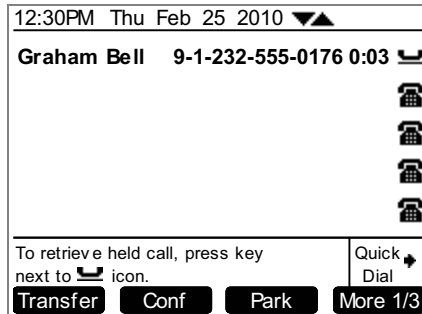 12:30PM Thu Feb 25 2010
Graham Bell 9-1-232-555-0176 0:03
To retrieve held call, press key
next to icon.
Quick
Dial
Transfer Conf Park More 1/3